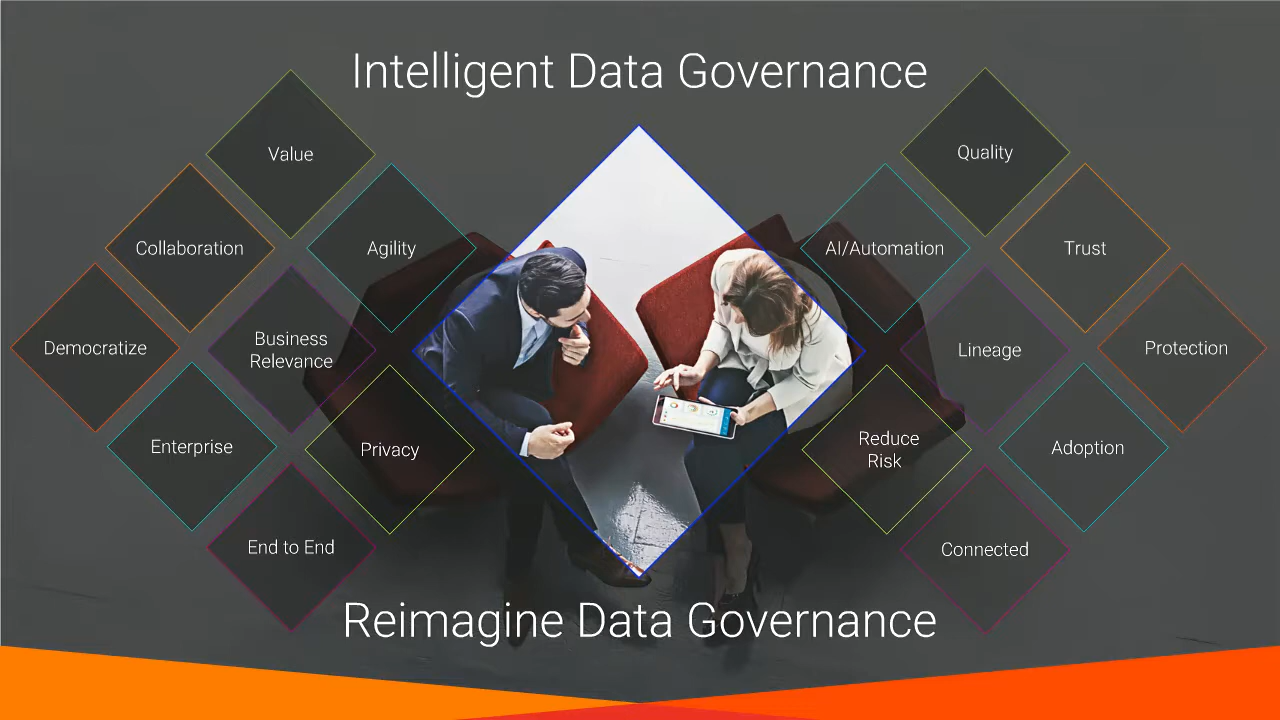 Intelligent Data Governance
Value
Collaboration
Agility
Democratize
Business
Relevance
Enterprise
Privacy
End to End
Quality
AI/Automation
Trust
Lineage
Protection
Reduce
Risk
Adoption
Connected
Reimagine Data Governance